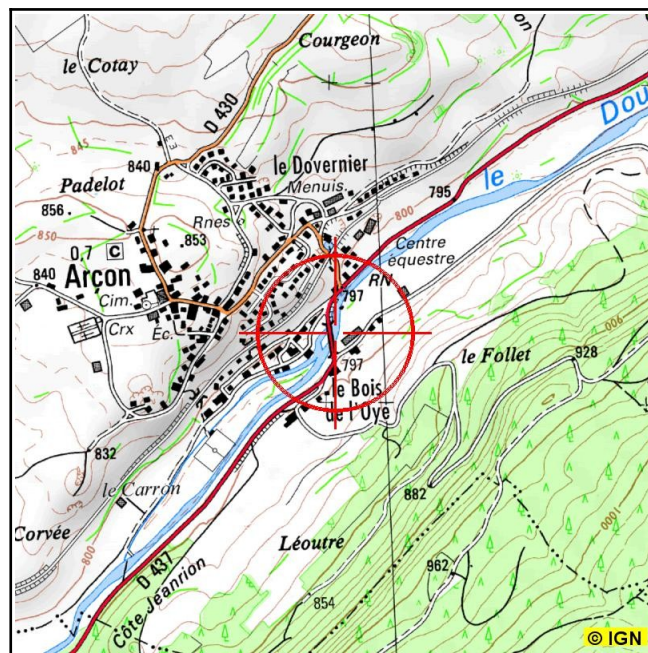 Courgeon
le Cotay
D 430
Dou
845
840
le Dovernier
Menuis.
le
Padelot
795
856
Rnes
800
850
853
Centre
équestre
0.7
C
840
Arçon
RN
Cim.
797
Crx
Éc.
900
le Follet
928
797
le Bois
de l'Oye
832
le Carron
882
1000
Corvée
800
Léoutre
962
D 437
Côte Jeanrion
854
© IGN